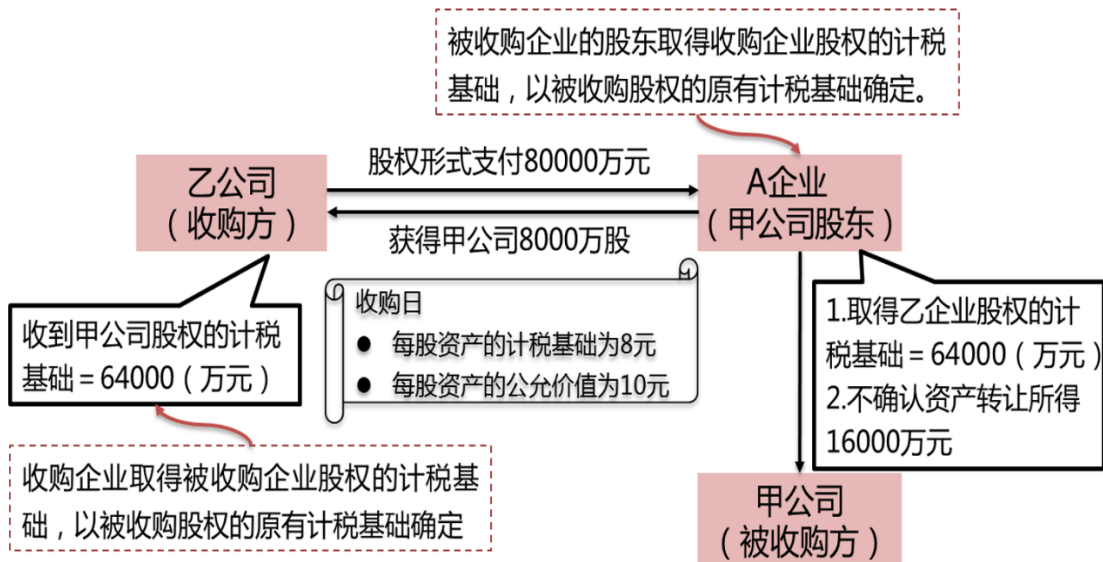 被收购企业的股东取得收购企业股权的计税
基础，以被收购股权的原有计税基础确定。
乙公司
（收购方）
股权形式支付80000万元
获得甲公司8000万股
A企业
（甲公司股东）
收到甲公司股权的计税
基础＝64000（万元）
收购日
● 每股资产的计税基础为8元
● 每股资产的公允价值为10元
1.取得乙企业股权的计
税基础＝64000（万元）
2.不确认资产转让所得
16000万元
收购企业取得被收购企业股权的计税基
础，以被收购股权的原有计税基础确定
甲公司
（被收购方）